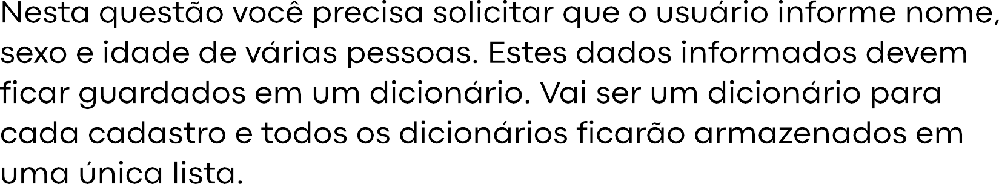 Nesta questão você precisa solicitar que o usuário informe nome,
sexo e idade de várias pessoas. Estes dados informados devem
ficar guardados em um dicionário. Vai ser um dicionário para
cada cadastro e todos os dicionários ficarão armazenados em
uma única lista.